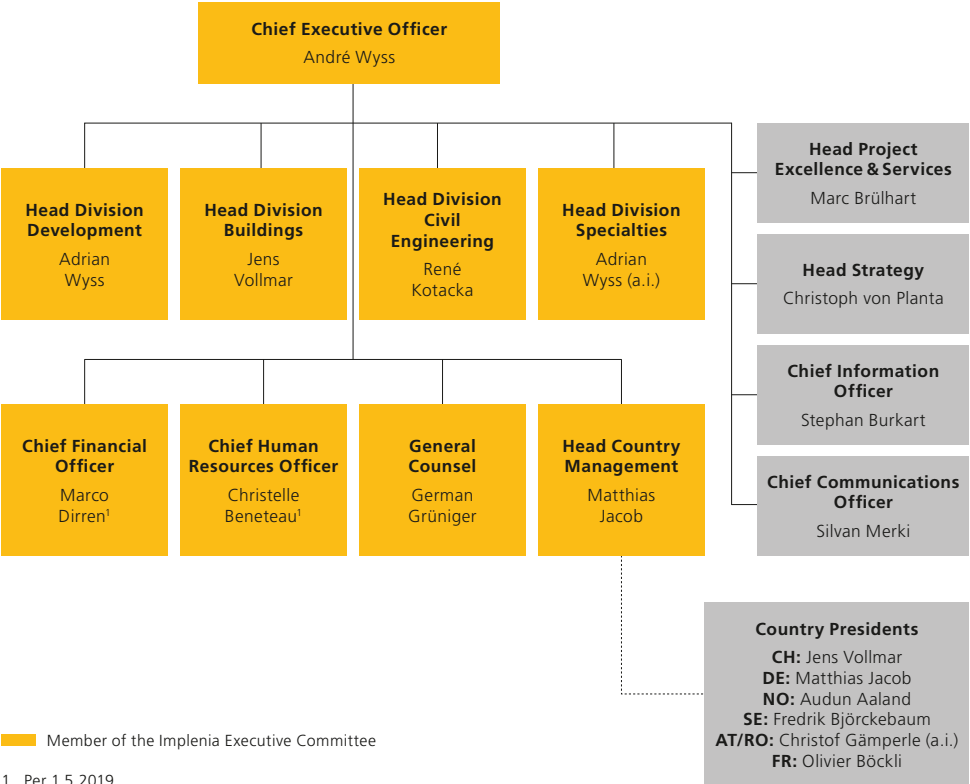 Chief Executive Officer
André Wyss
Head Division
Development
Adrian
Wyss
Head Division
Buildings
Jens
Vollmar
Head Division
Civil
Engineering
René
Kotacka
Head Division
Specialties
Adrian
Wyss (a.i.)
Head Project
Excellence & Services
Marc Brülhart
Head Strategy
Christoph von Planta
Chief Information
Officer
Stephan Burkart
Chief Communications
Officer
Silvan Merki
Chief Financial
Officer
Marco
Dirren¹
Chief Human
Resources Officer
Christelle
Beneteau¹
General
Counsel
German
Grüniger
Head Country
Management
Matthias
Jacob
Country Presidents
CH: Jens Vollmar
DE: Matthias Jacob
NO: Audun Aaland
SE: Fredrik Björckebaum
AT/RO: Christof Gämperle (a.i.)
FR: Olivier Böckli
Member of the Implenia Executive Committee
1 Per 1.5.2019